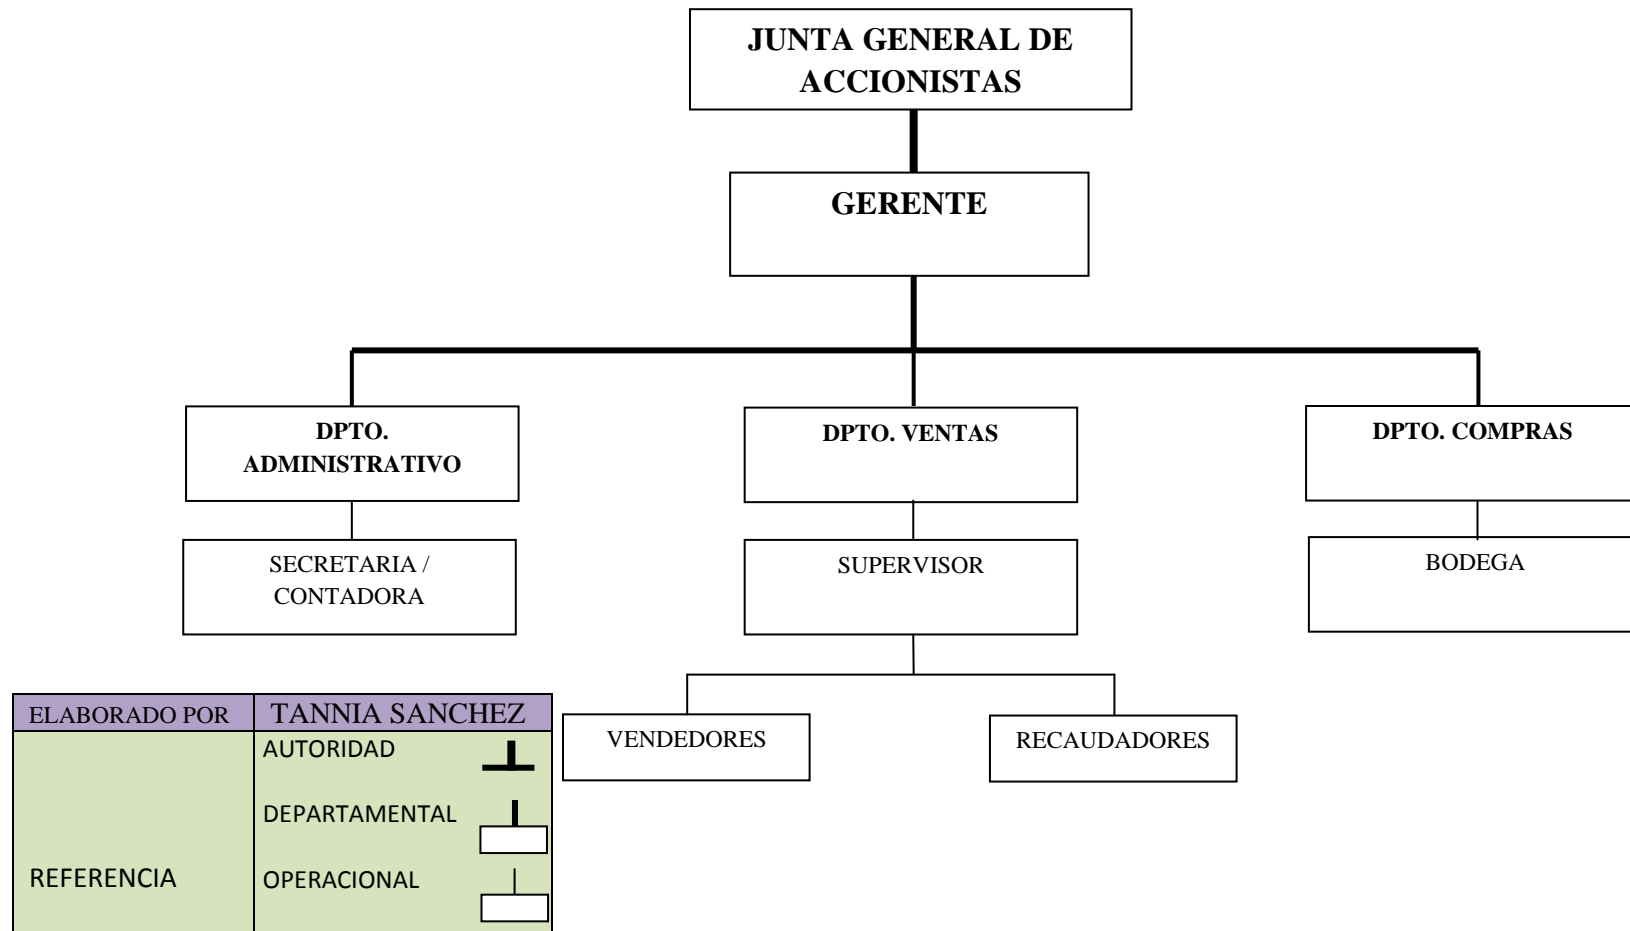 JUNTA GENERAL DE
ACCIONISTAS
GERENTE
DPTO.
ADMINISTRATIVO
DPTO. VENTAS
DPTO. COMPRAS
SECRETARIA /
CONTADORA
SUPERVISOR
BODEGA
VENDEDORES
RECAUDADORES
ELABORADO POR
TANNIA SANCHEZ
REFERENCIA
AUTORIDAD
DEPARTAMENTAL
OPERACIONAL